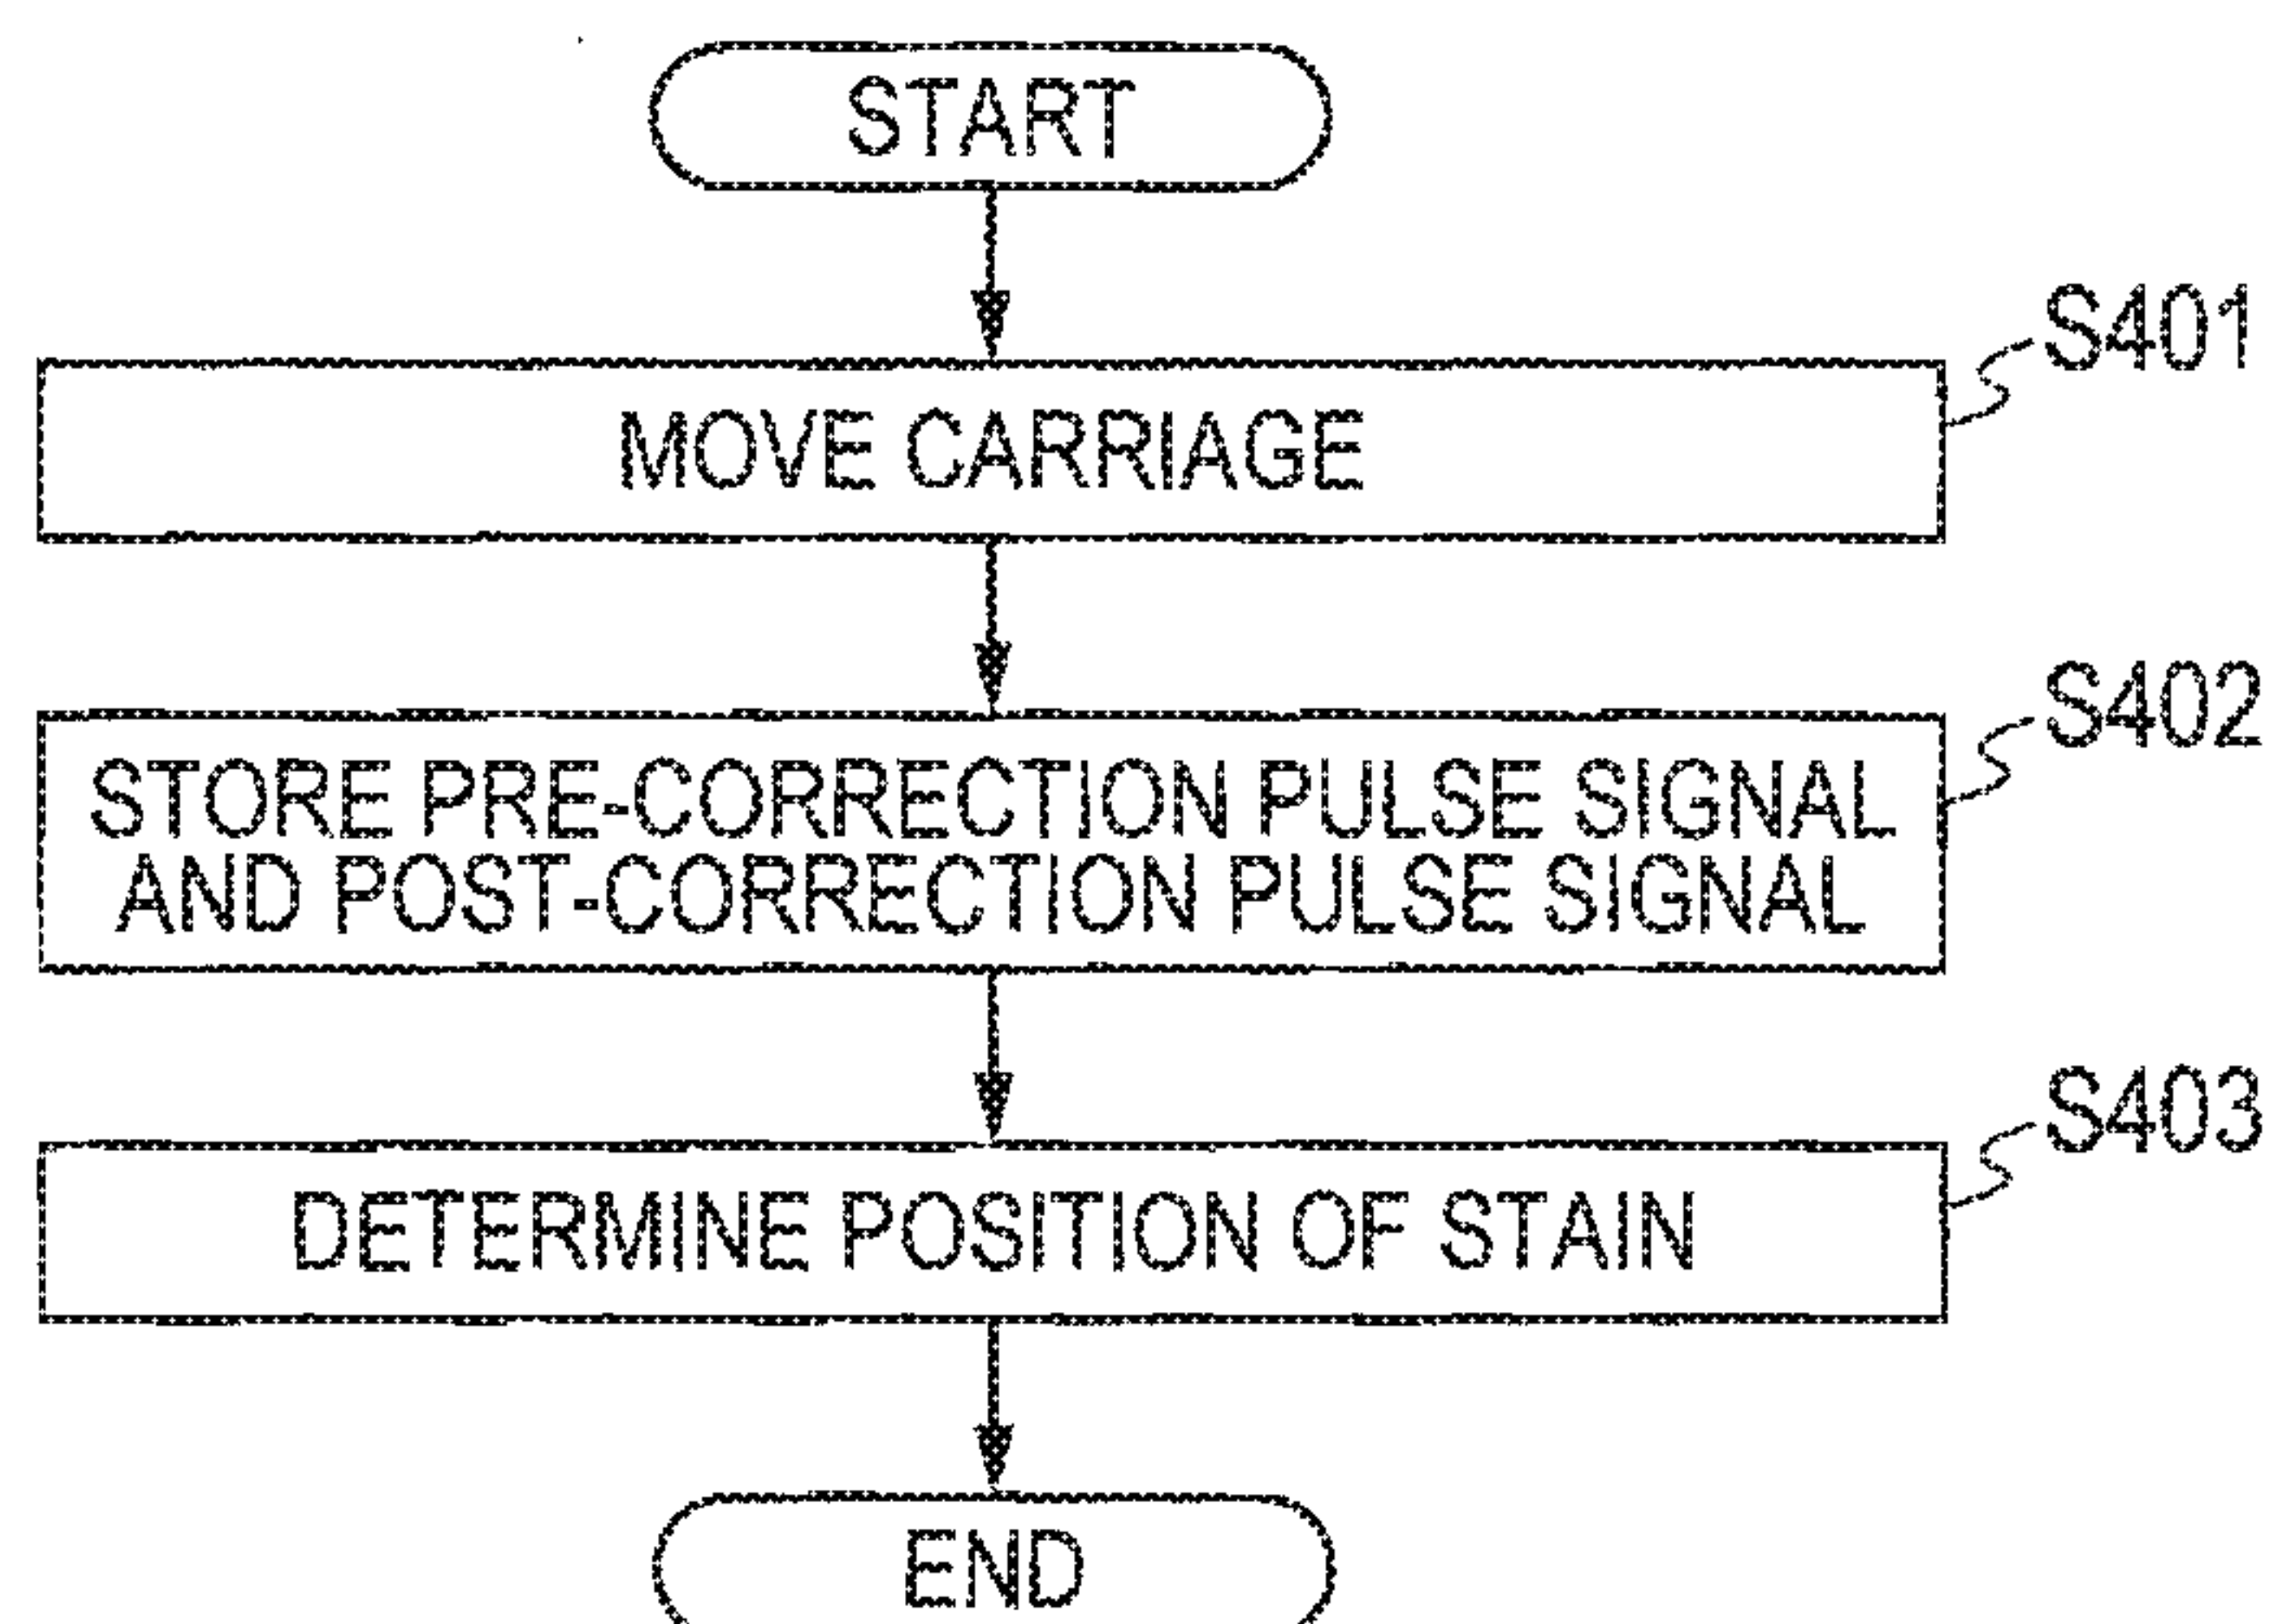 START
S401
MOVE CARRIAGE
S402
STORE PRE-CORRECTION PULSE SIGNAL
AND POST-CORRECTION PULSE SIGNAL
S403
DETERMINE POSITION OF STAIN
END